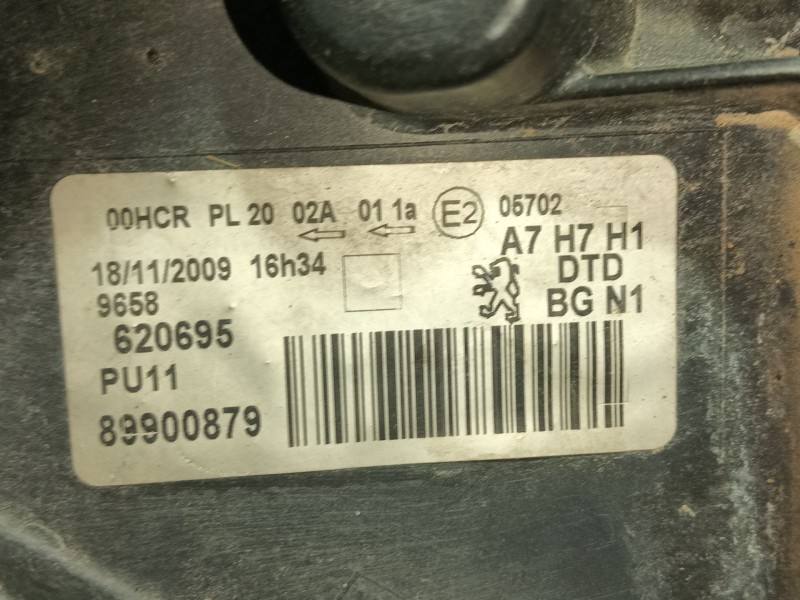 00HCR PL 20 02A 01 1a E2 05702
A7 H7 H1
18/11/2009 16h34 DTD
9658 BG N1
620695
PU11
89900879